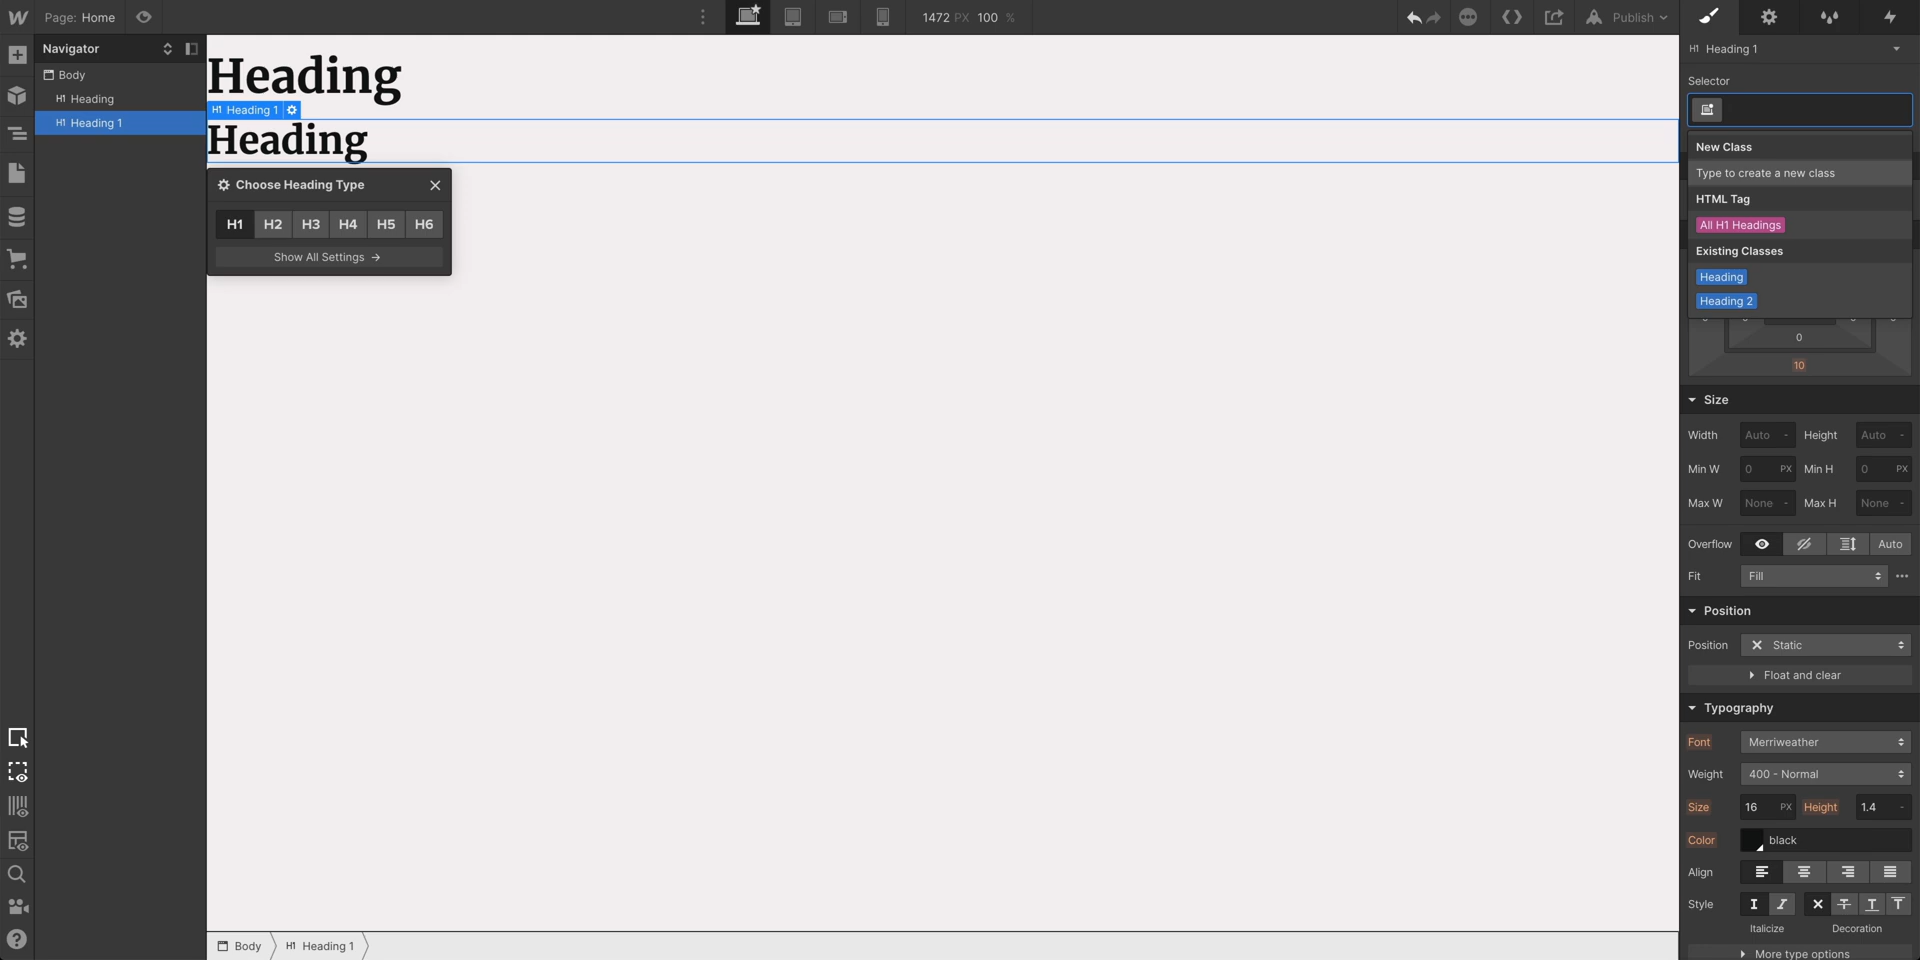 Page: Home
1472 PX 100 %
Publish
Navigator
Body
H1 Heading
H1 Heading 1
Heading
H1 Heading 1
Heading
Choose Heading Type
H1 H2 H3 H4 H5 H6
Show All Settings
Body
H1 Heading 1
H1 Heading 1
Selector
New Class
Type to create a new class
HTML Tag
All H1 Headings
Existing Classes
Heading
Heading 2
0
10
Size
Width Auto - Height Auto -
Min W 0 PX Min H 0 PX
Max W None - Max H None -
Overflow Auto
Fit Fill
Position
Position Static
Float and clear
Typography
Font Merriweather
Weight 400 - Normal
Size 16 PX Height 1.4 -
Color black
Align
Style
Italicize Decoration
More type options